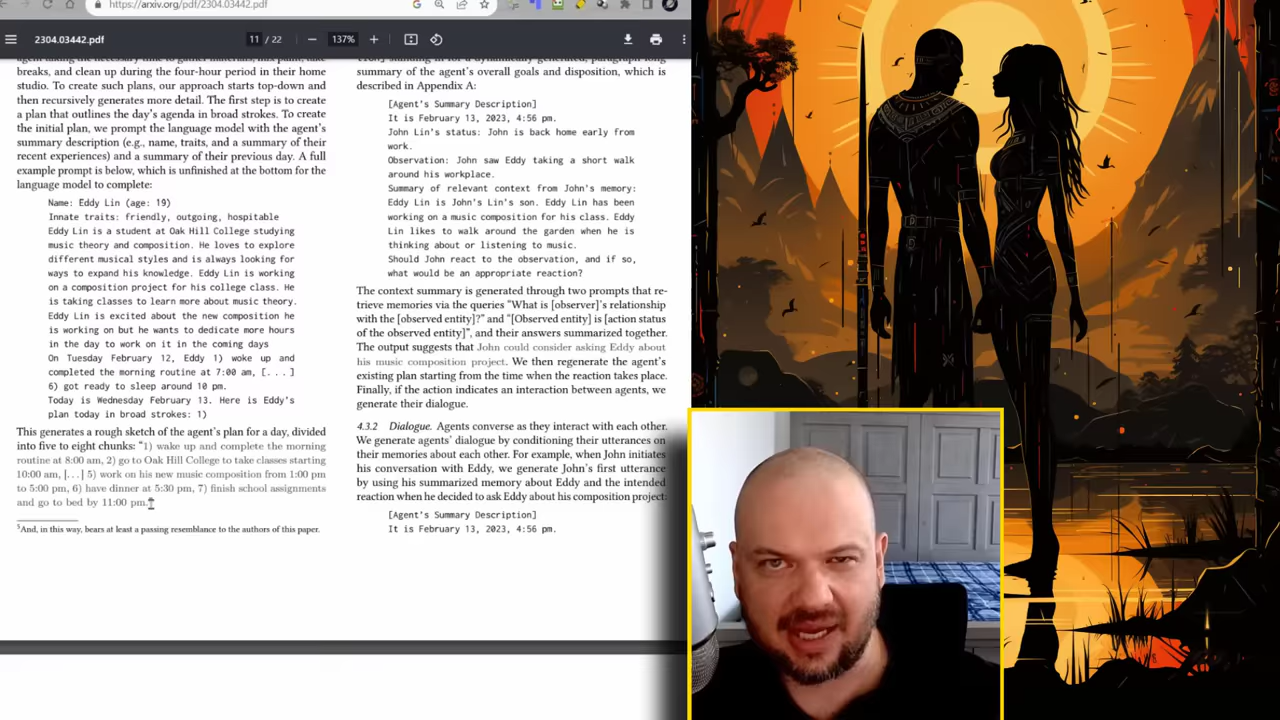 https://arxiv.org/pdf/2304.03442.pdf
2304.03442.pdf
11 / 22
137%
breaks, and clean up during the four-hour period in their home
studio. To create such plans, our approach starts top-down and
then recursively generates more detail. The first step is to create
a plan that outlines the day's agenda in broad strokes. To create
the initial plan, we prompt the language model with the agent's
summary description (e.g., name, traits, and a summary of their
recent experiences) and a summary of their previous day. A full
example prompt is below, which is unfinished at the bottom for the
language model to complete:
Name: Eddy Lin (age: 19)
Innate traits: friendly, outgoing, hospitable
Eddy Lin is a student at Oak Hill College studying
music theory and composition. He loves to explore
different musical styles and is always looking for
ways to expand his knowledge. Eddy Lin is working
on a composition project for his college class. He
is taking classes to learn more about music theory.
Eddy Lin is excited about the new composition he
is working on but he wants to dedicate more hours
in the day to work on it in the coming days
On Tuesday February 12, Eddy 1) woke up and
completed the morning routine at 7:00 am, [. . . ]
6) got ready to sleep around 10 pm.
Today is Wednesday February 13. Here is Eddy's
plan today in broad strokes: 1)
This generates a rough sketch of the agent's plan for a day, divided
into five to eight chunks: "1) wake up and complete the morning
routine at 8:00 am, 2) go to Oak Hill College to take classes starting
10:00 am, [. . . ] 5) work on his new music composition from 1:00 pm
to 5:00 pm, 6) have dinner at 5:30 pm, 7) finish school assignments
and go to bed by 11:00 pm."
5And, in this way, bears at least a passing resemblance to the authors of this paper.
summary of the agent's overall goals and disposition, which is
described in Appendix A:
[Agent's Summary Description]
It is February 13, 2023, 4:56 pm.
John Lin's status: John is back home early from
work.
Observation: John saw Eddy taking a short walk
around his workplace.
Summary of relevant context from John's memory:
Eddy Lin is John's Lin's son. Eddy Lin has been
working on a music composition for his class. Eddy
Lin likes to walk around the garden when he is
thinking about or listening to music.
Should John react to the observation, and if so,
what would be an appropriate reaction?
The context summary is generated through two prompts that re-
trieve memories via the queries "What is [observer]'s relationship
with the [observed entity]?" and "[Observed entity] is [action status
of the observed entity]", and their answers summarized together.
The output suggests that John could consider asking Eddy about
his music composition project. We then regenerate the agent's
existing plan starting from the time when the reaction takes place.
Finally, if the action indicates an interaction between agents, we
generate their dialogue.
4.3.2 Dialogue. Agents converse as they interact with each other.
We generate agents' dialogue by conditioning their utterances on
their memories about each other. For example, when John initiates
his conversation with Eddy, we generate John's first utterance
by using his summarized memory about Eddy and the intended
reaction when he decided to ask Eddy about his composition project:
[Agent's Summary Description]
It is February 13, 2023, 4:56 pm.